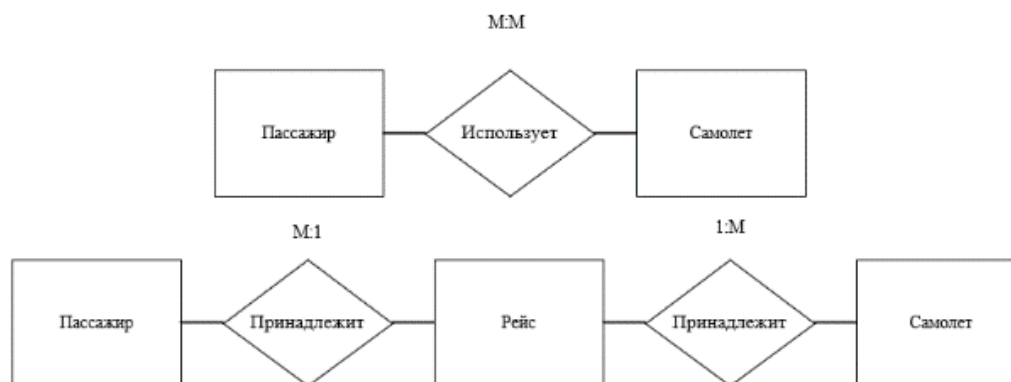 М:М
Пассажир
Использует
Самолет
М:1
1:М
Пассажир
Принадлежит
Рейс
Принадлежит
Самолет